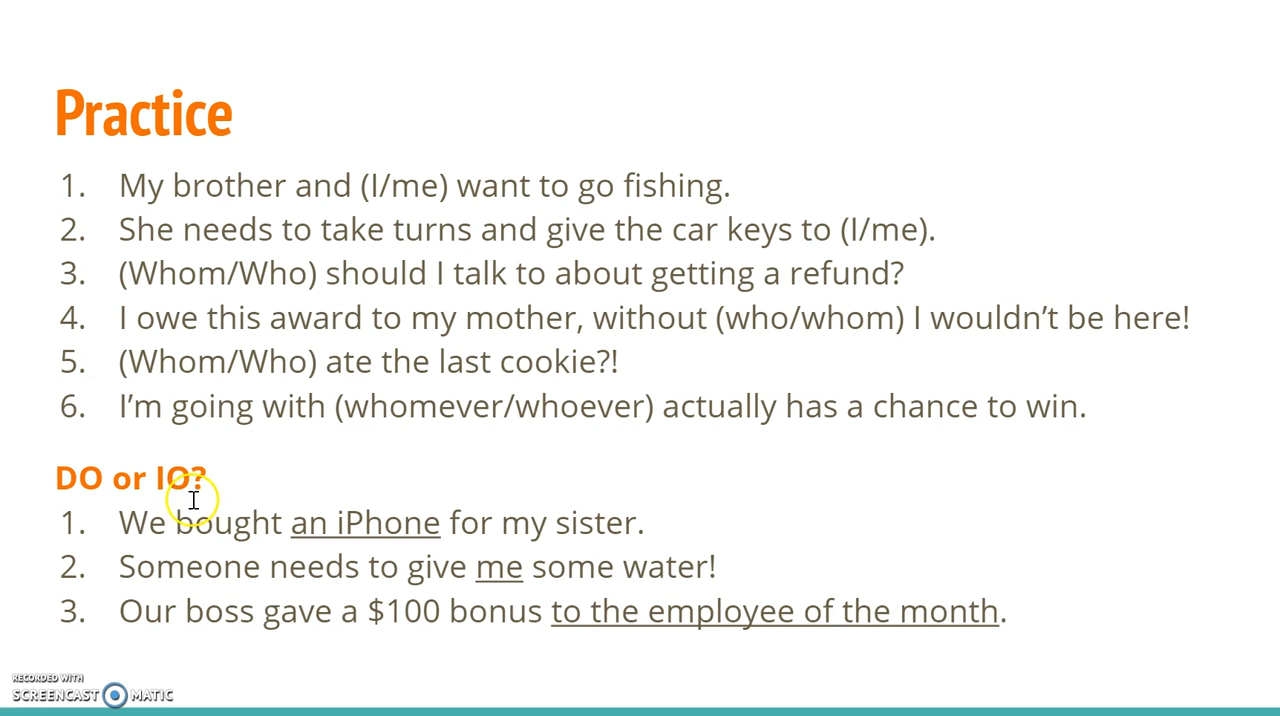 Practice
1. My brother and (I/me) want to go fishing.
2. She needs to take turns and give the car keys to (I/me).
3. (Whom/Who) should I talk to about getting a refund?
4. I owe this award to my mother, without (who/whom) I wouldn’t be here!
5. (Whom/Who) ate the last cookie?!
6. I’m going with (whomever/whoever) actually has a chance to win.
DO or IO?
1. We bought an iPhone for my sister.
2. Someone needs to give me some water!
3. Our boss gave a $100 bonus to the employee of the month.
RECORDED WITH
SCREENCAST MATIC